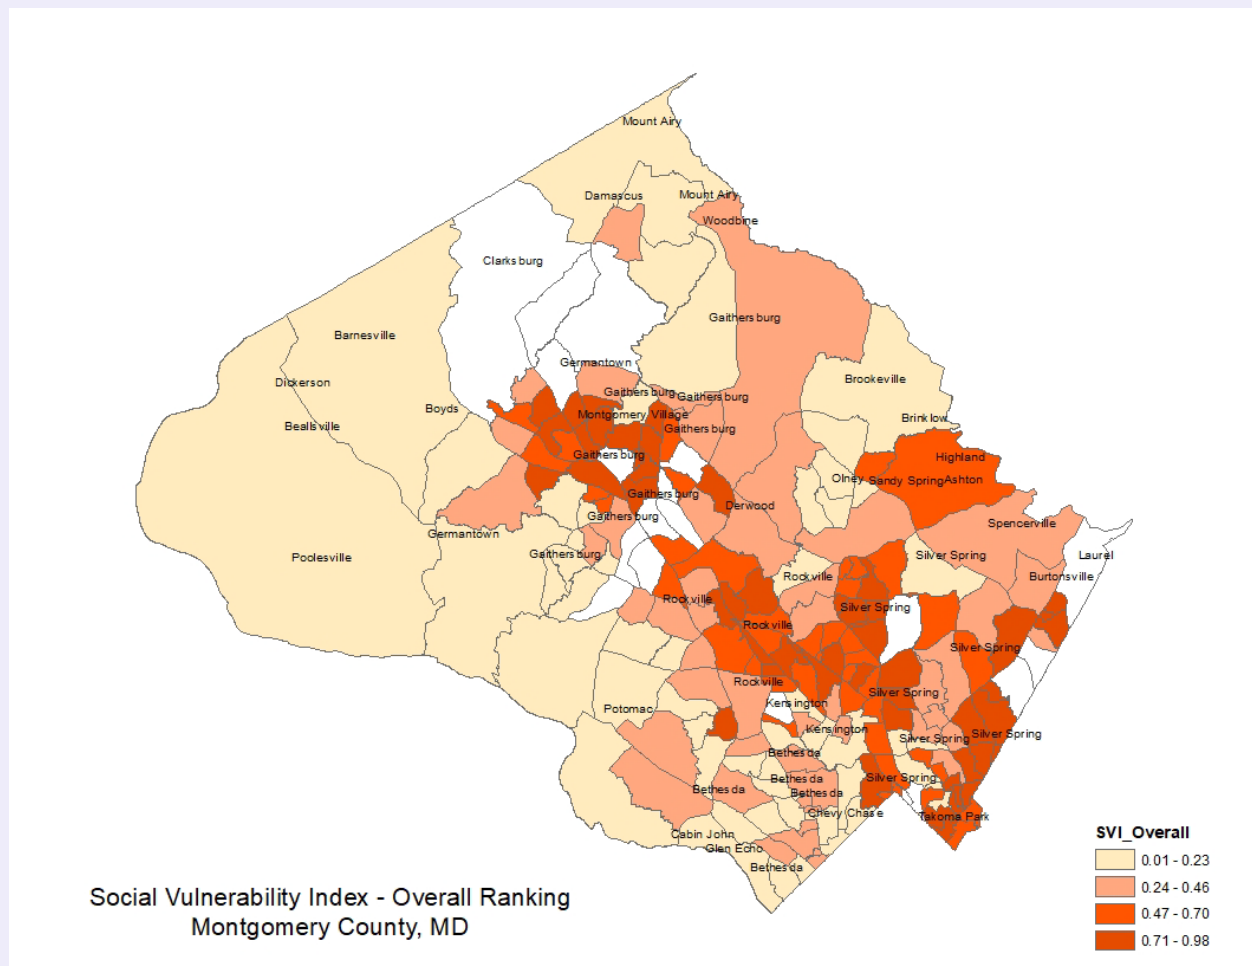 Mount Airy
Damascus
Mount Airy
Woodbine
Clarksburg
Gaithersburg
Barnesville
Germantown
Dickerson
Gaithersburg
Gaithersburg
Brookeville
Boyds
Montgomery Village
Brinklow
Beallsville
Gaithersburg
Gaithersburg
Highland
Olney
Sandy Spring
Ashton
Gaithersburg
Derwood
Gaithersburg
Spencerville
Germantown
Poolesville
Gaithersburg
Silver Spring
Laurel
Rockville
Burtonsville
Rockville
Silver Spring
Rockville
Silver Spring
Rockville
Silver Spring
Potomac
Kensington
Kensington
Silver Spring
Silver Spring
Bethesda
Bethesda
Silver Spring
Bethesda
Bethesda
Chevy Chase
Takoma Park
Cabin John
Glen Echo
Bethesda
SVI_Overall
0.01 - 0.23
0.24 - 0.46
0.47 - 0.70
0.71 - 0.98
Social Vulnerability Index - Overall Ranking
Montgomery County, MD